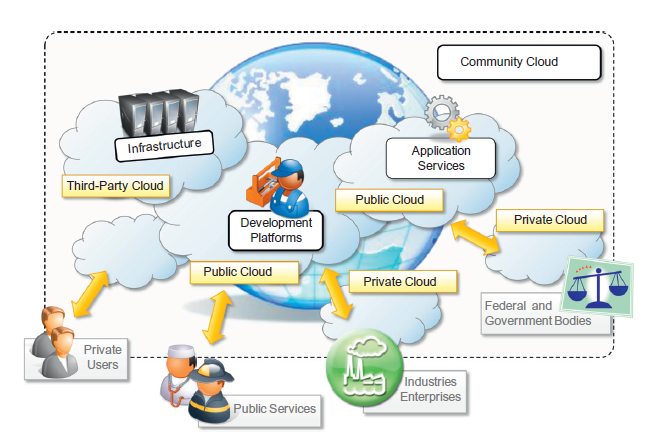 Community Cloud
Infrastructure
Application
Services
Third-Party Cloud
Public Cloud
Development
Platforms
Private Cloud
Public Cloud
Private Cloud
Federal and
Government Bodies
Private
Users
Public Services
Industries
Enterprises